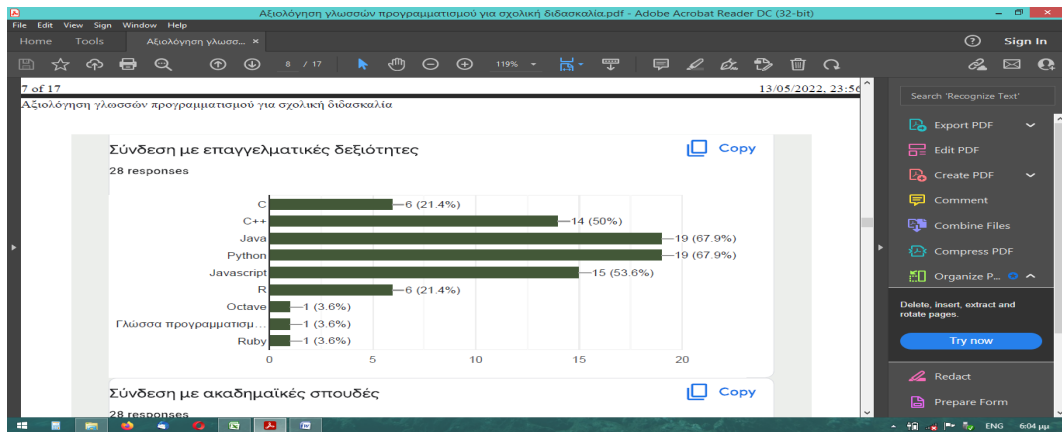 Αξιολόγηση γλωσσών προγραμματισμού για σχολική διδασκαλία.pdf - Adobe Acrobat Reader DC (32-bit)
File Edit View Sign Window Help
Home Tools Αξιολόγηση γλωσσ... × Sign In
8 / 17 119%
7 of 17 13/05/2022, 23:56
Αξιολόγηση γλωσσών προγραμματισμού για σχολική διδασκαλία
Σύνδεση με επαγγελματικές δεξιότητες Copy
28 responses
C 6 (21.4%)
C++ 14 (50%)
Java 19 (67.9%)
Python 19 (67.9%)
Javascript 15 (53.6%)
R 6 (21.4%)
Octave 1 (3.6%)
Γλώσσα προγραμματισμ... 1 (3.6%)
Ruby 1 (3.6%)
0 5 10 15 20
Σύνδεση με ακαδημαϊκές σπουδές Copy
28 responses
Search 'Recognize Text'
Export PDF
Edit PDF
Create PDF
Comment
Combine Files
Compress PDF
Organize P...
Delete, insert, extract and
rotate pages.
Try now
Redact
Prepare Form
ENG 6:04 μμ